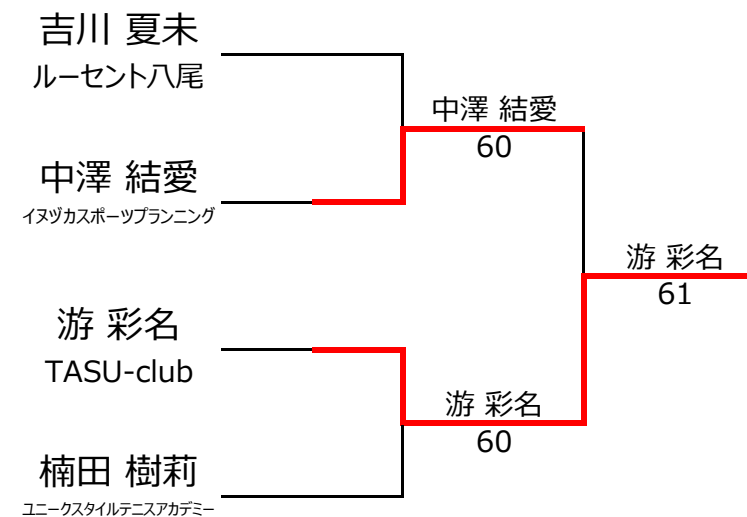 吉川 夏未
ルーセント八尾
中澤 結愛
60
中澤 結愛
イヌヅカスポーツプランニング
游 彩名
61
游 彩名
TASU-club
游 彩名
60
楠田 樹莉
ユニークスタイルテニスアカデミー